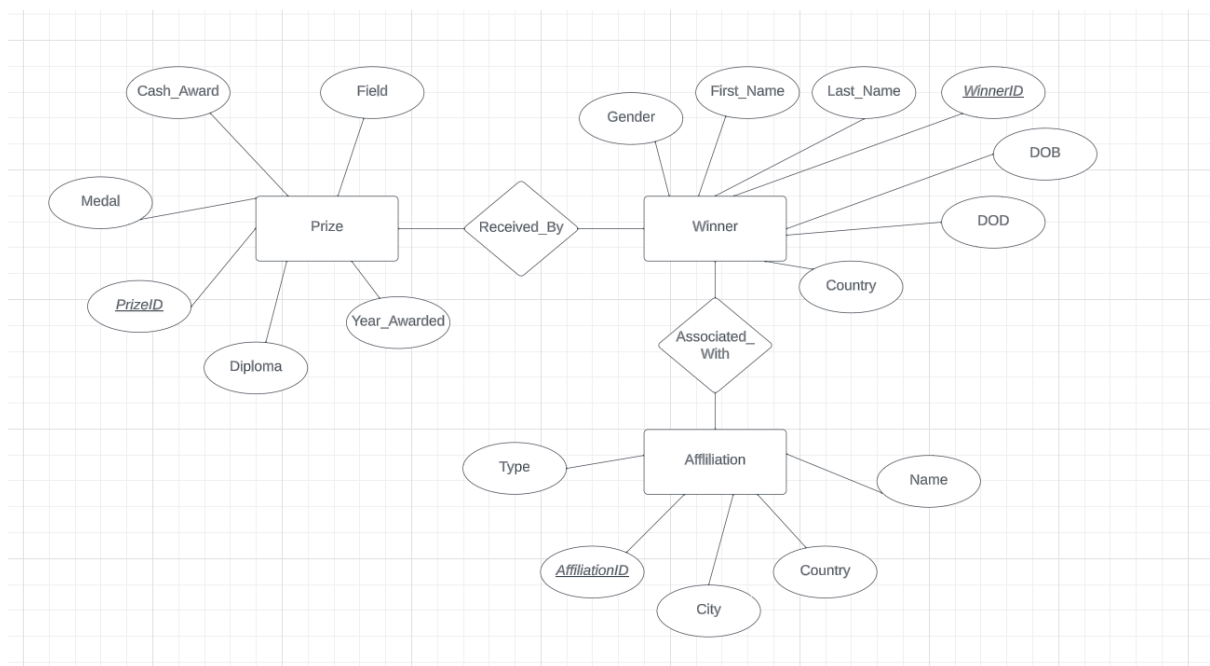 Cash_Award
Field
First_Name
Last_Name
WinnerID
Gender
DOB
Medal
DOD
Prize
Received_By
Winner
Country
PrizeID
Year_Awarded
Associated_
With
Diploma
Type
Affliliation
Name
AffiliationID
Country
City